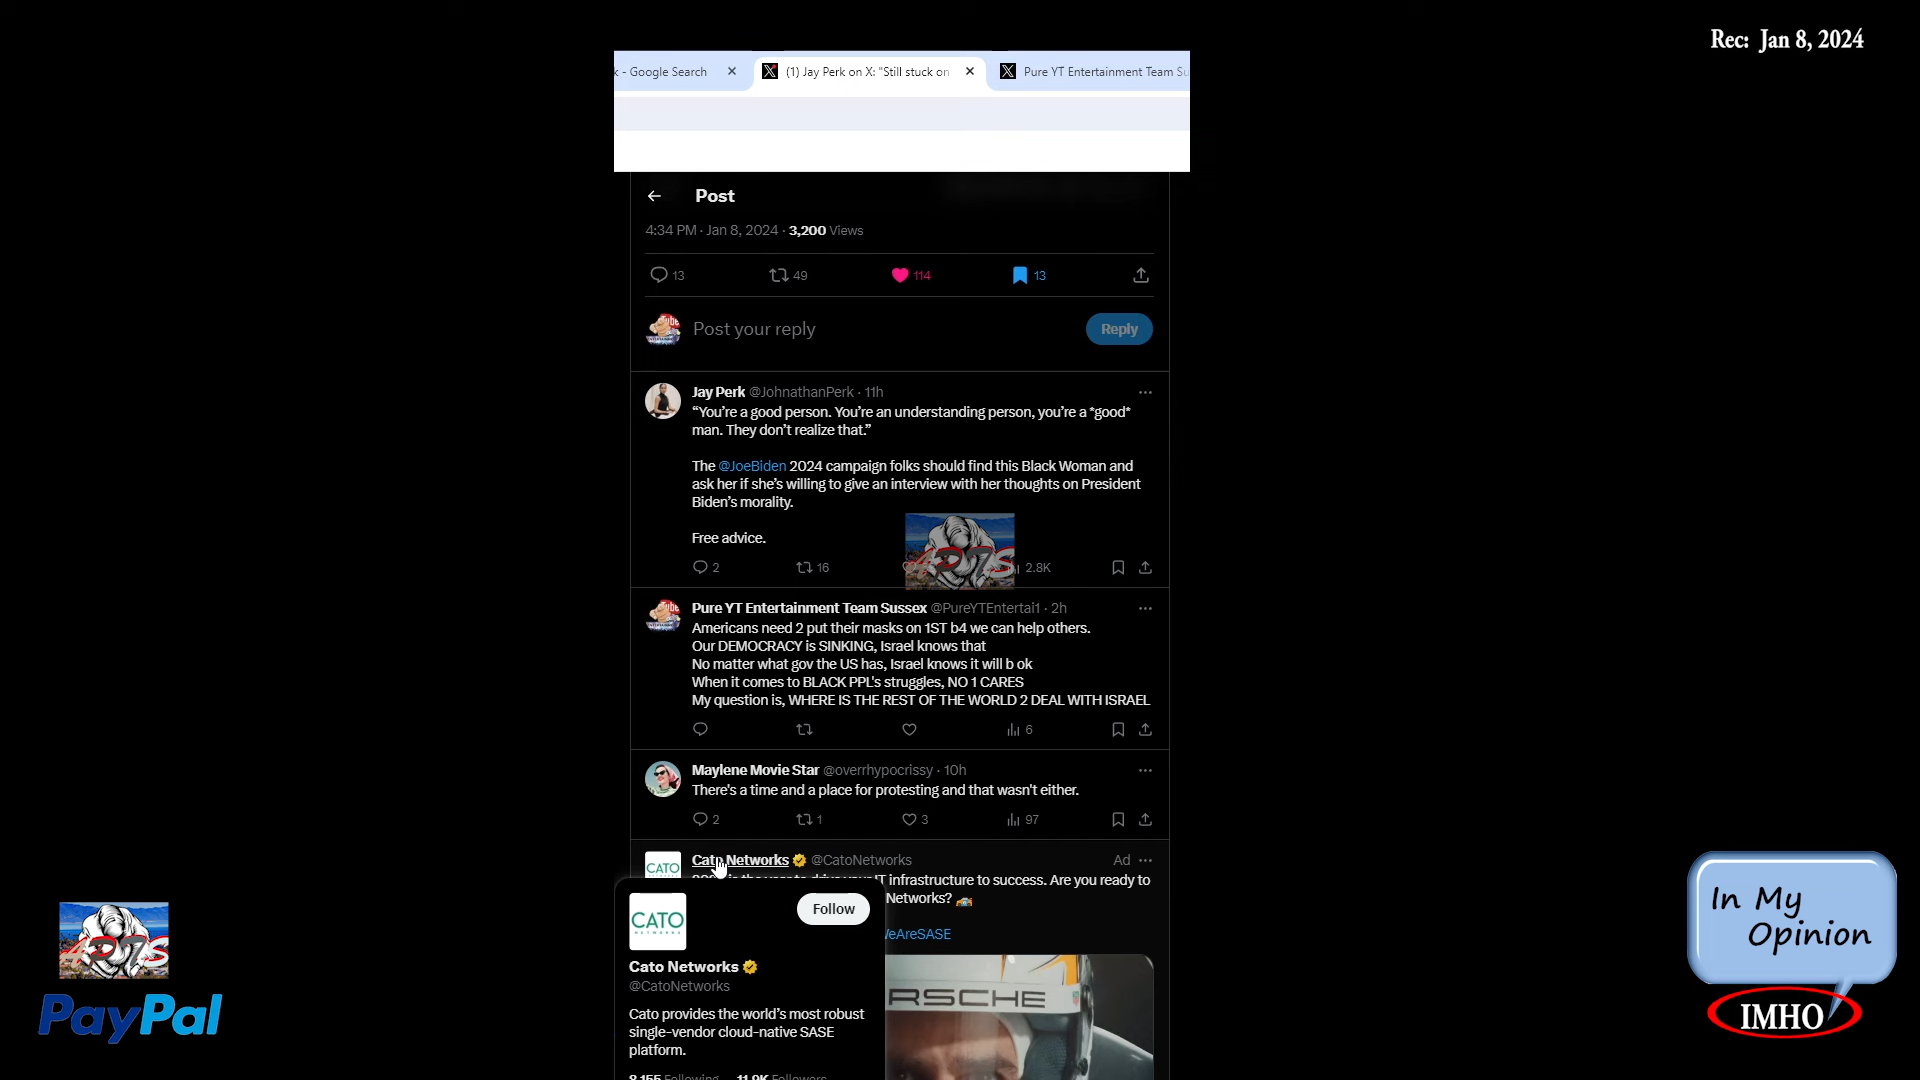 Rec: Jan 8, 2024
- Google Search
(1) Jay Perk on X: "Still stuck on
Pure YT Entertainment Team Su
Post
4:34 PM · Jan 8, 2024 · 3,200 Views
13 49 114 13
Post your reply
Reply
Jay Perk @JohnathanPerk · 11h
“You’re a good person. You’re an understanding person, you’re a *good*
man. They don’t realize that.”
The @JoeBiden 2024 campaign folks should find this Black Woman and
ask her if she’s willing to give an interview with her thoughts on President
Biden’s morality.
Free advice.
2 16 2.8K
Pure YT Entertainment Team Sussex @PureYTEntertai1 · 2h
Americans need 2 put their masks on 1ST b4 we can help others.
Our DEMOCRACY is SINKING, Israel knows that
No matter what gov the US has, Israel knows it will b ok
When it comes to BLACK PPL's struggles, NO 1 CARES
My question is, WHERE IS THE REST OF THE WORLD 2 DEAL WITH ISRAEL
6
Maylene Movie Star @overrhypocrissy · 10h
There's a time and a place for protesting and that wasn't either.
2 1 3 97
Cato Networks @CatoNetworks Ad
infrastructure to success. Are you ready to
Networks?
WeAreSASE
CATO
NETWORKS
Follow
Cato Networks
@CatoNetworks
Cato provides the world’s most robust
single-vendor cloud-native SASE
platform.
8,155 Following 11.9K Followers
RSCHE
PayPal
In My
Opinion
IMHO